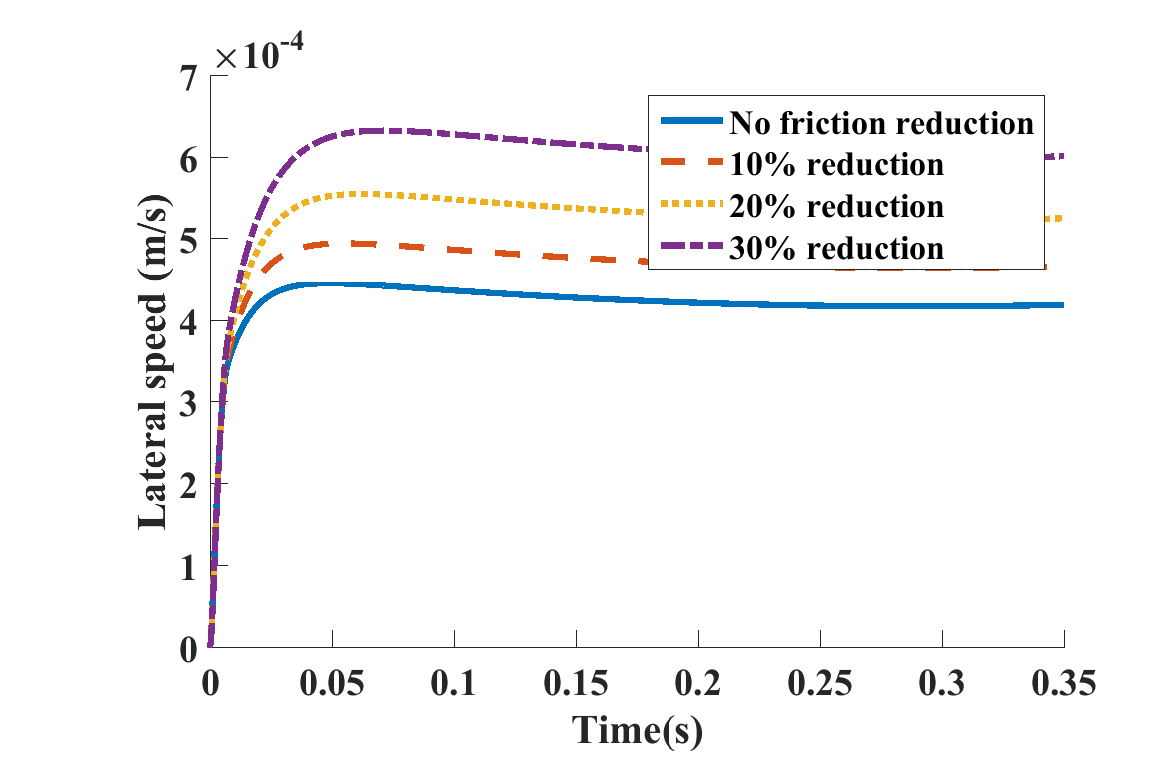 ×10-4
7
6
5
4
3
2
1
0
Lateral speed (m/s)
No friction reduction
10% reduction
20% reduction
30% reduction
0 0.05 0.1 0.15 0.2 0.25 0.3 0.35
Time(s)